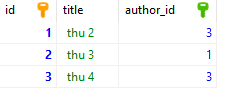 id title author_id
1 thu 2 3
2 thu 3 1
3 thu 4 3